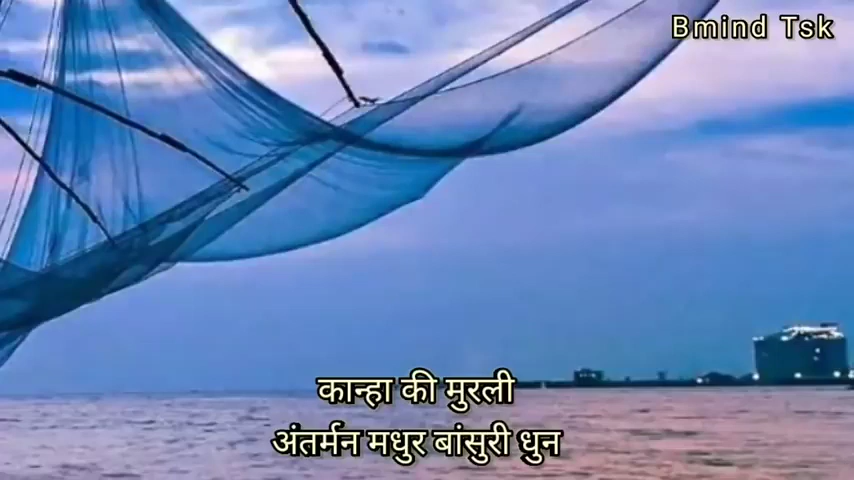 Bmind Tsk
कान्हा की मुरली
अंतर्मन मधुर बांसुरी धुन